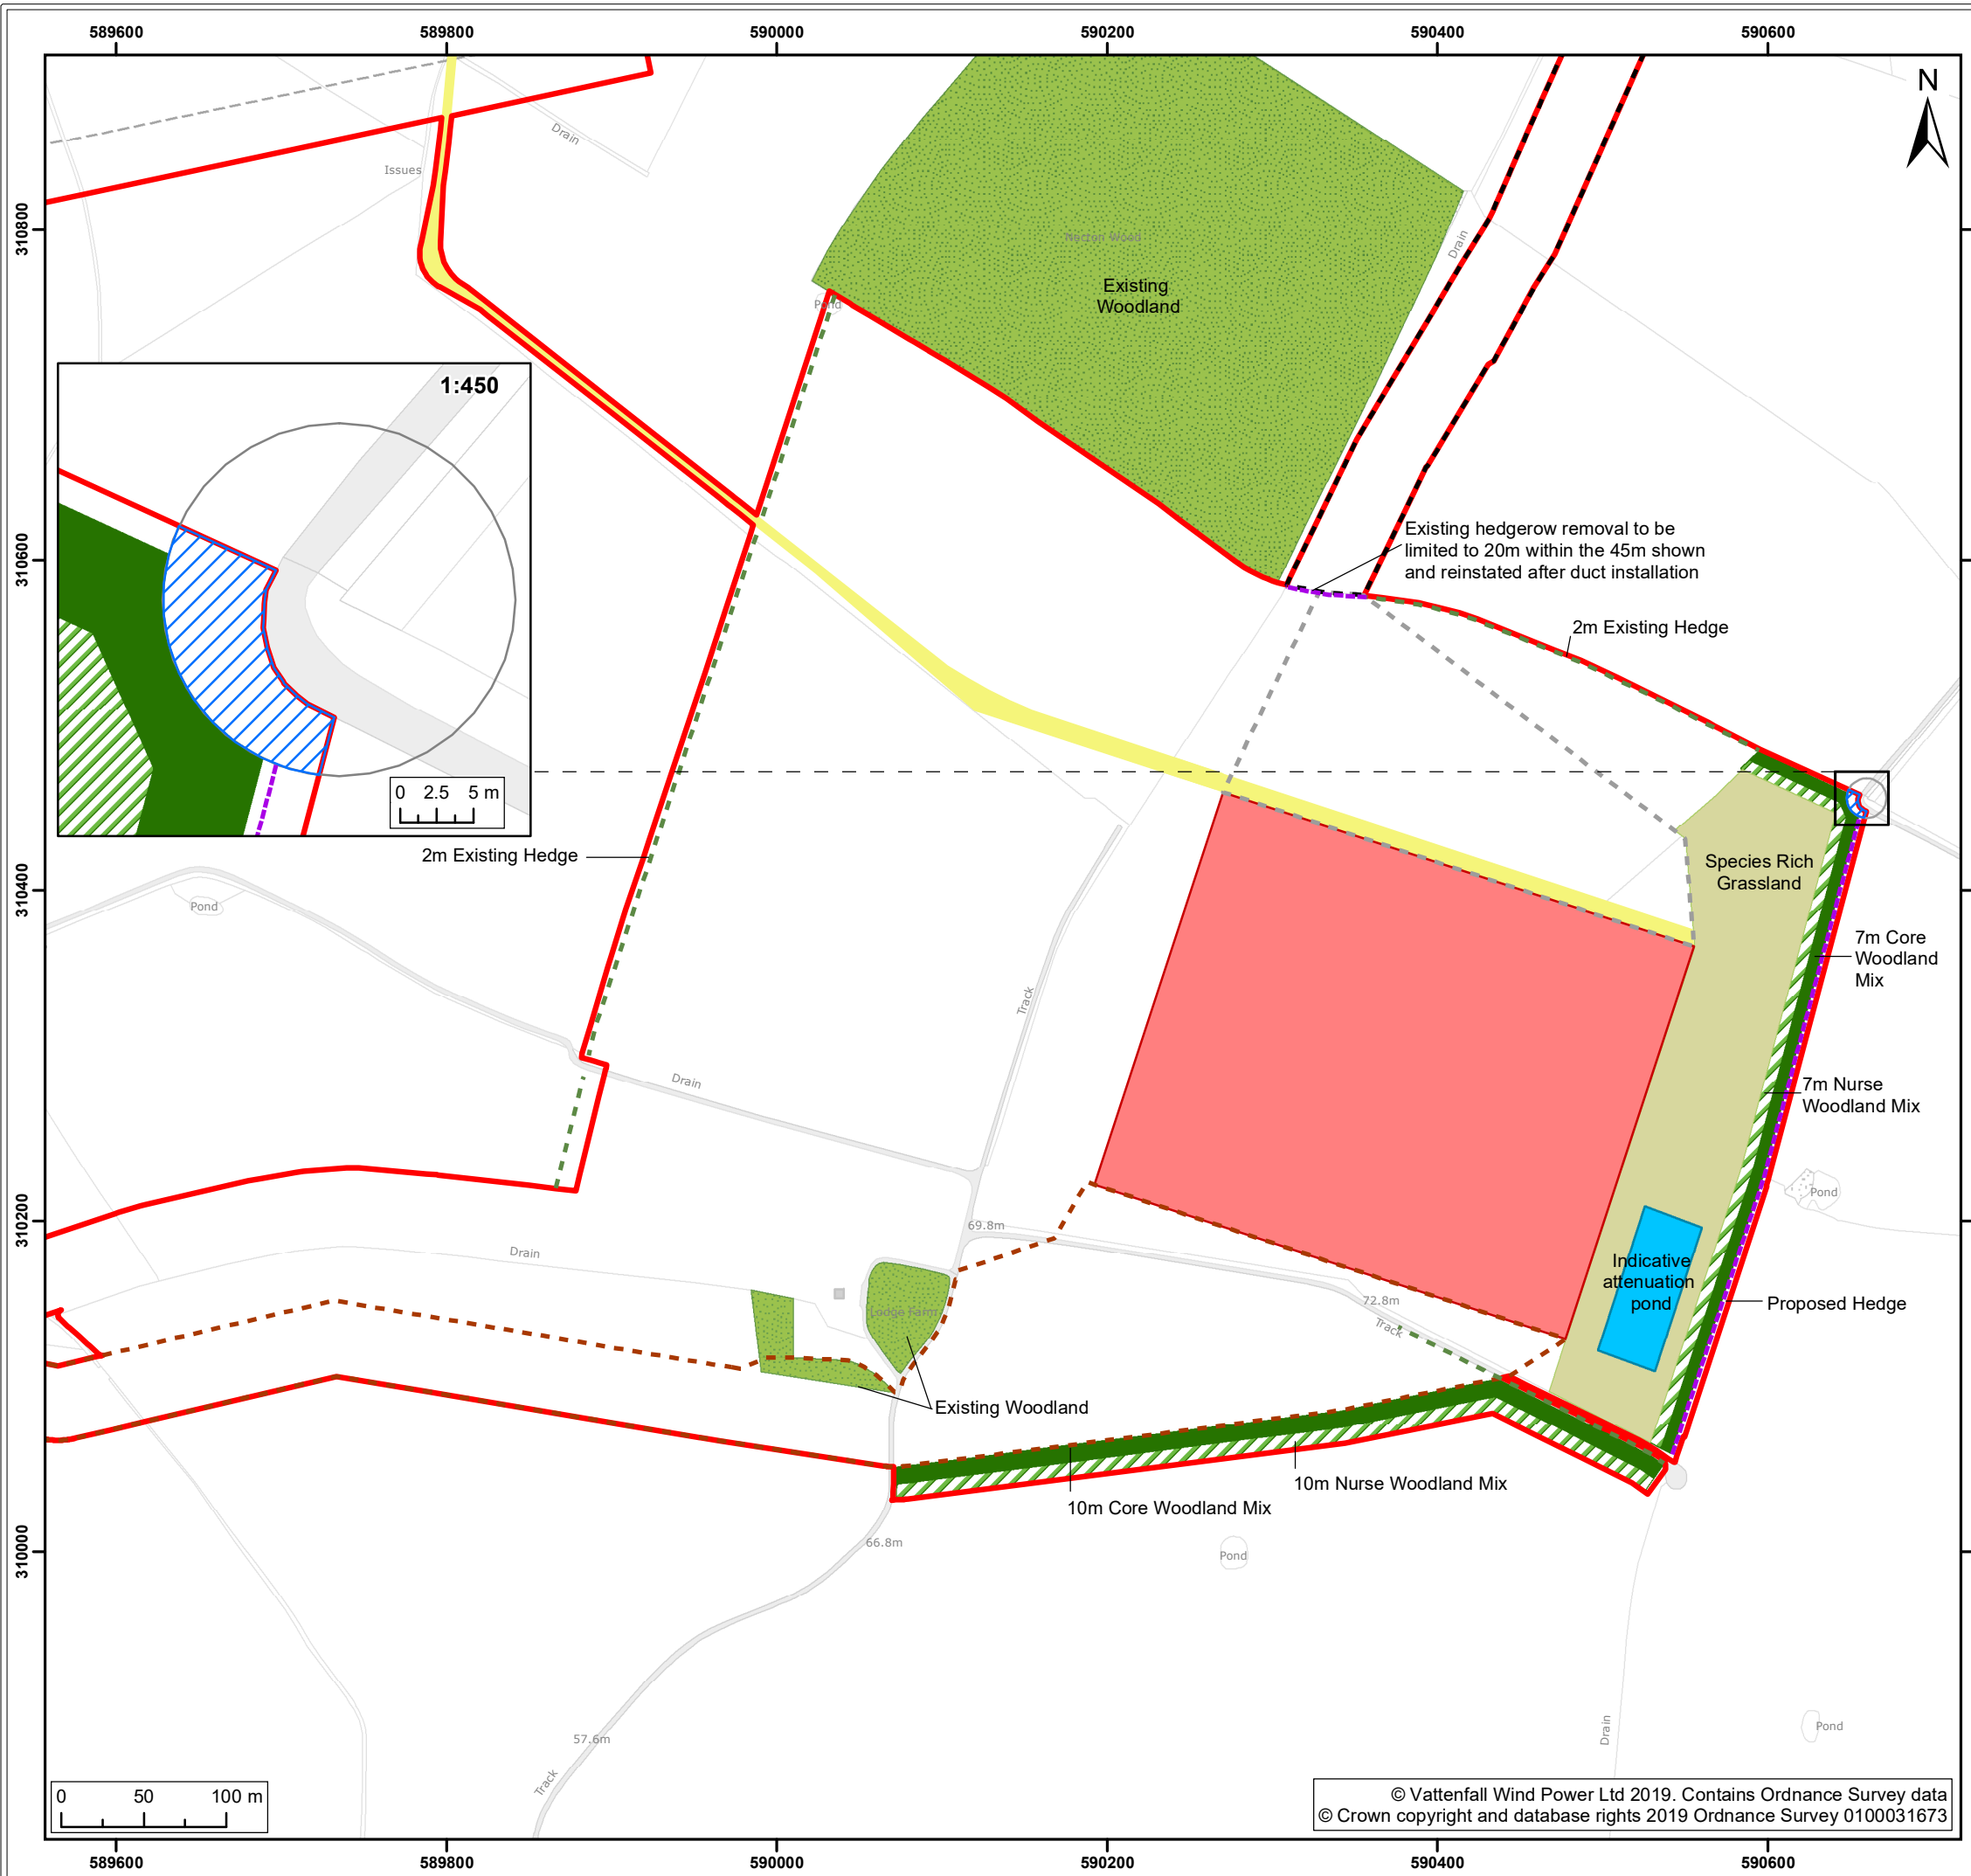 589600
589800
590000
590200
590400
590600
N
Drain
Issues
310800
Necton Wood
Drain
Existing
Woodland
Pond
1:450
0 2.5 5 m
Existing hedgerow removal to be
limited to 20m within the 45m shown
and reinstated after duct installation
310600
2m Existing Hedge
2m Existing Hedge
Species Rich
Grassland
310400
Pond
7m Core
Woodland
Mix
Track
Drain
7m Nurse
Woodland Mix
Pond
310200
69.8m
Drain
Indicative
attenuation
pond
Proposed Hedge
72.8m
Track
Lodge Farm
Existing Woodland
10m Nurse Woodland Mix
10m Core Woodland Mix
66.8m
Pond
310000
Pond
Drain
57.6m
Track
0 50 100 m
© Vattenfall Wind Power Ltd 2019. Contains Ordnance Survey data
© Crown copyright and database rights 2019 Ordnance Survey 0100031673
589600
589800
590000
590200
590400
590600